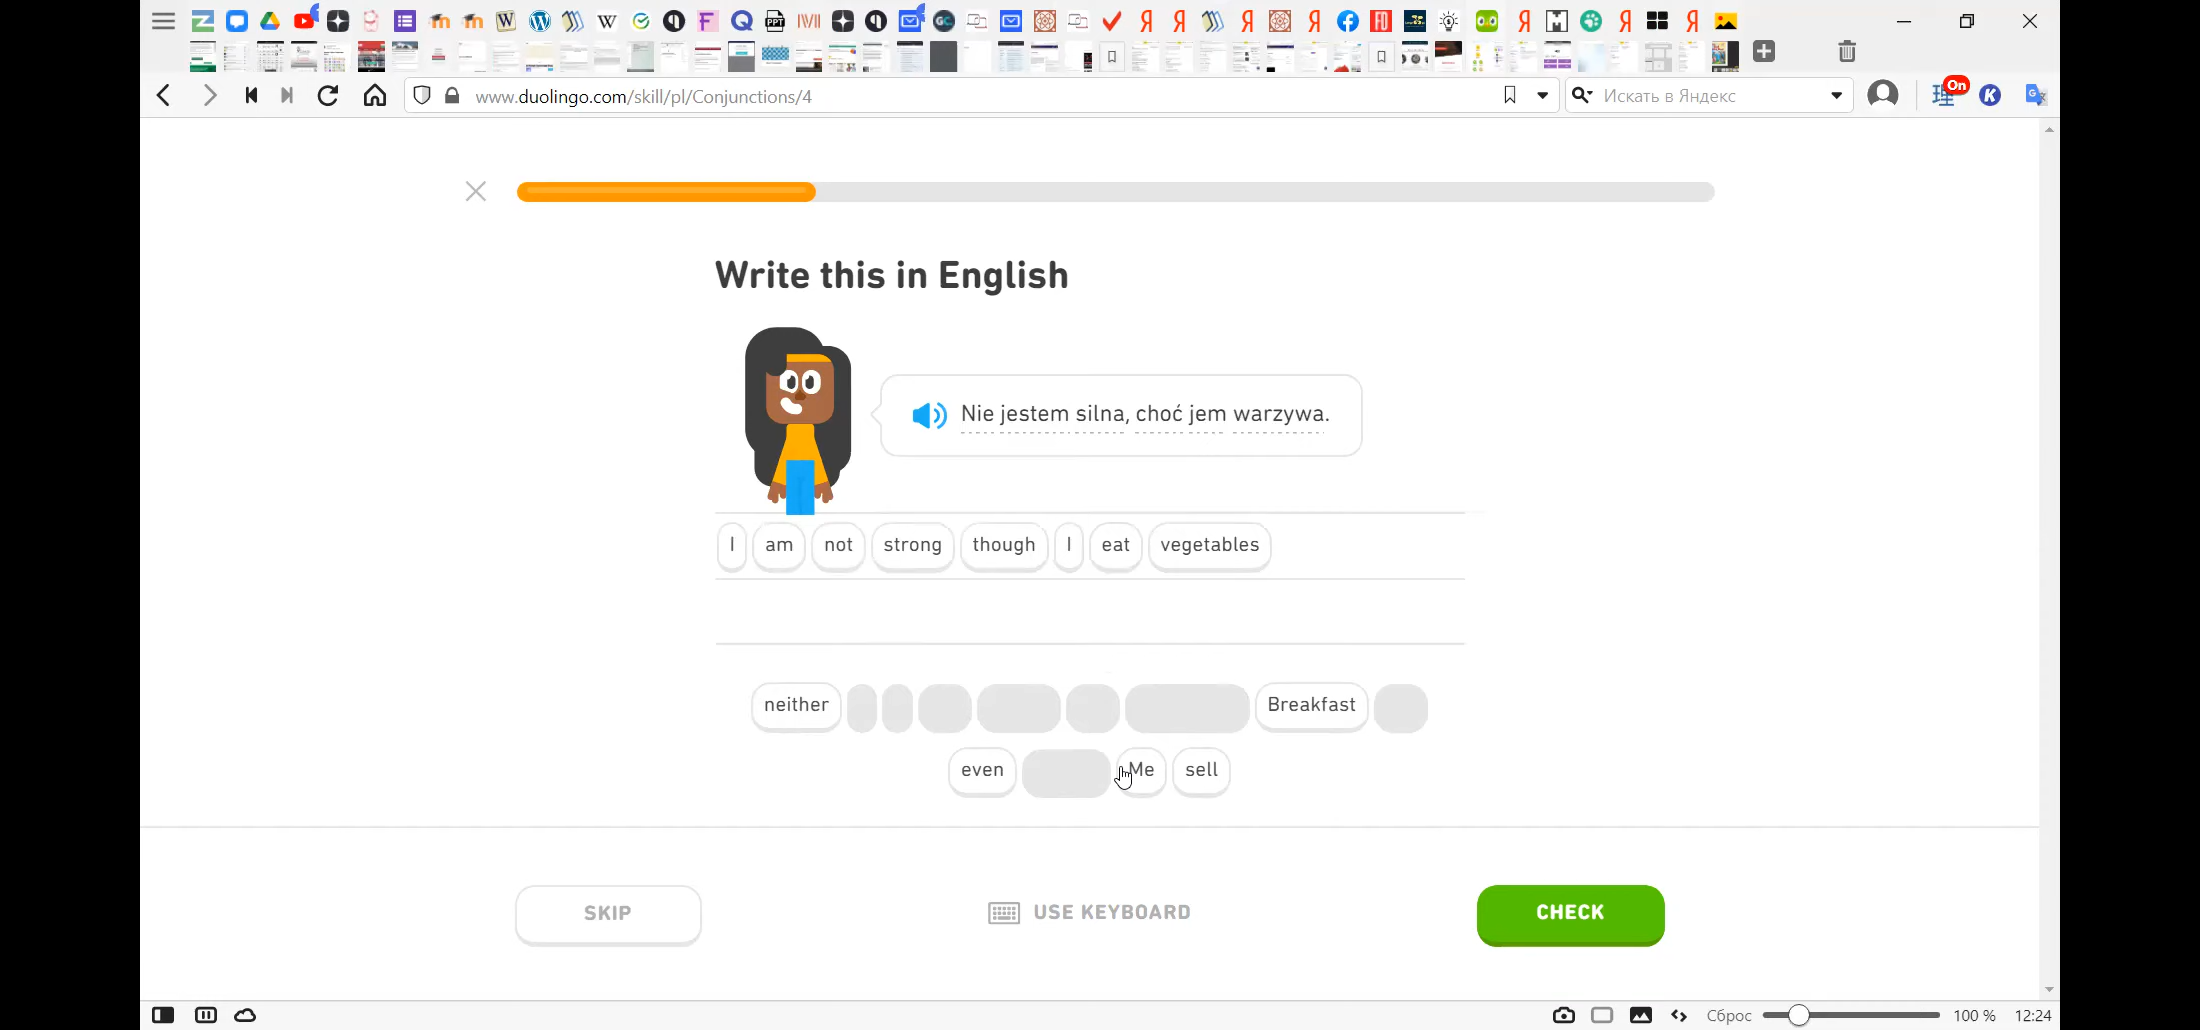 www.duolingo.com/skill/pl/Conjunctions/4
Искать в Яндекс
On
Write this in English
Nie jestem silna, choć jem warzywa.
I am not strong though I eat vegetables
neither Breakfast
even Me sell
SKIP
USE KEYBOARD
CHECK
Сброс
100 %
12:24